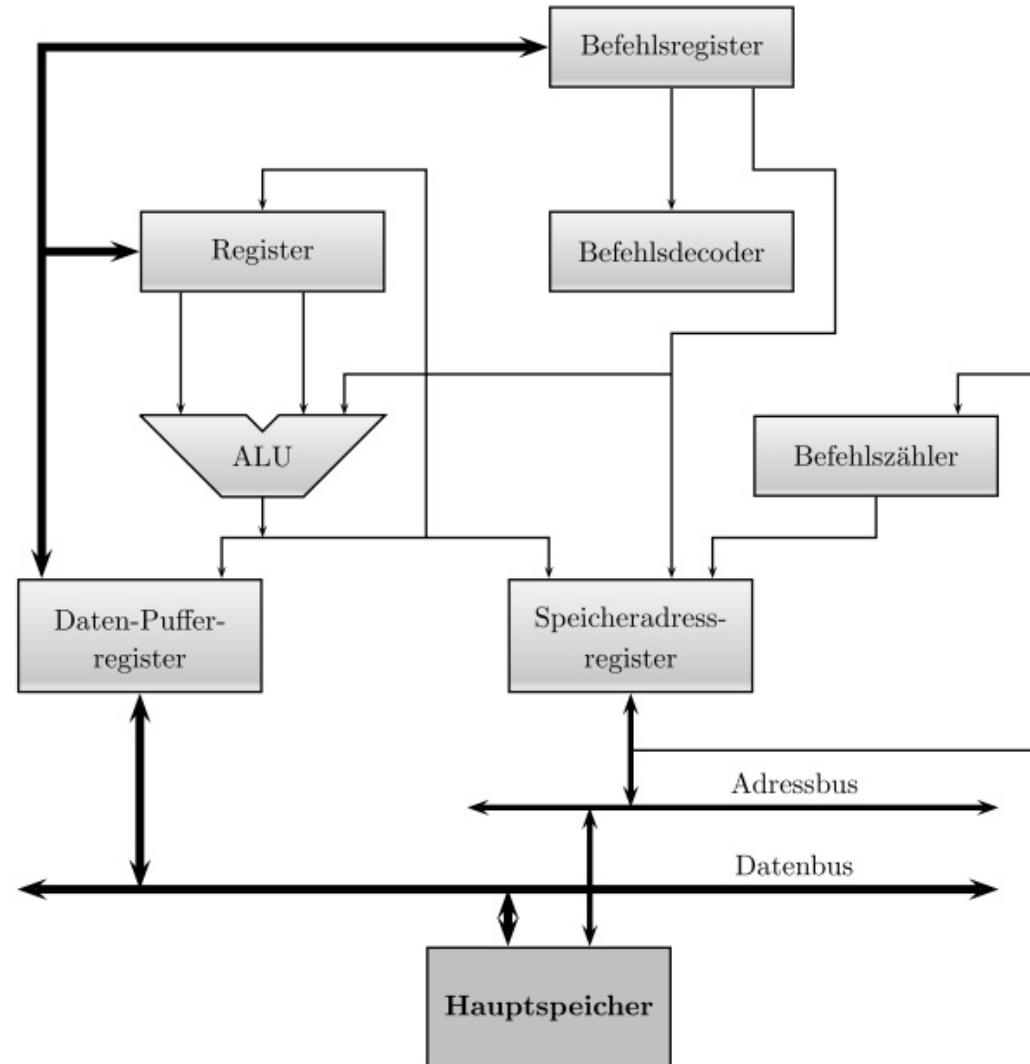 Befehlsregister
Register
Befehlsdecoder
ALU
Befehlszähler
Daten-Puffer-
register
Speicheradress-
register
Adressbus
Datenbus
Hauptspeicher